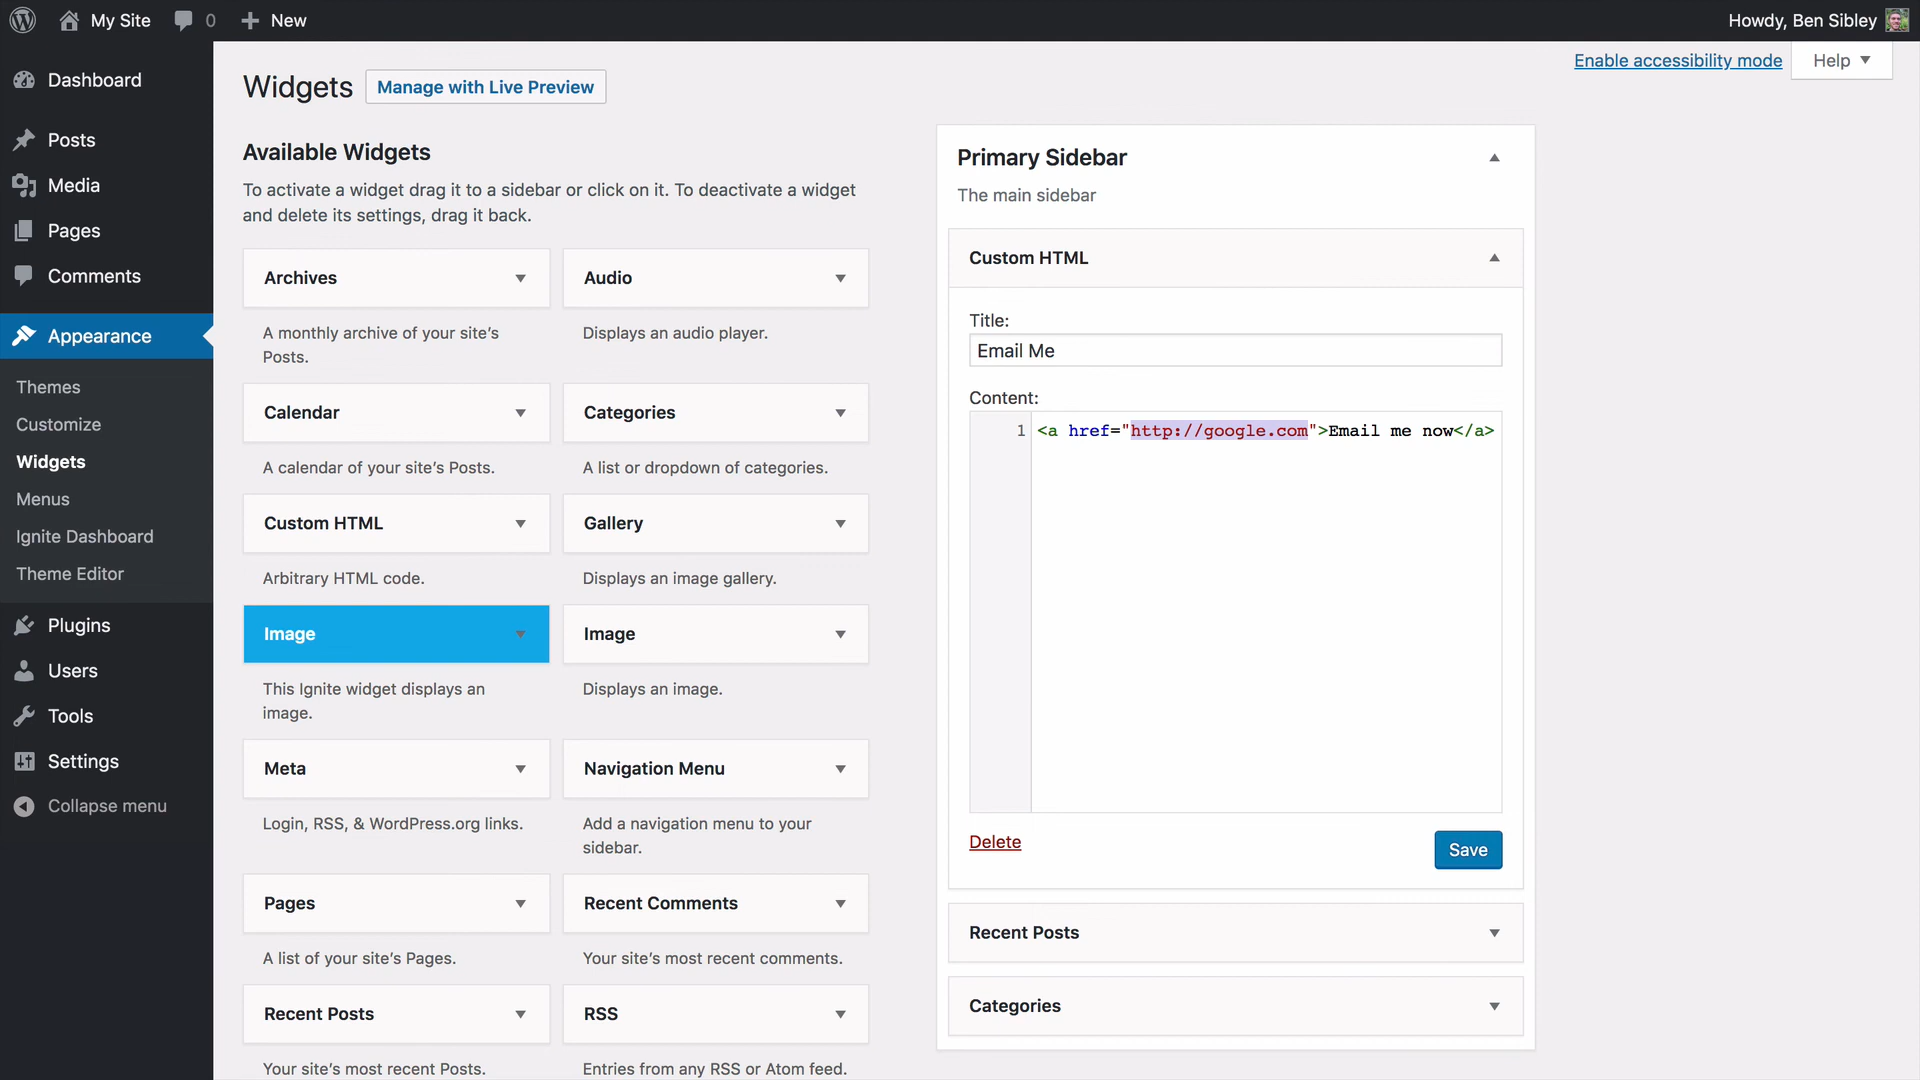 My Site
0
New
Howdy, Ben Sibley
Dashboard
Posts
Media
Pages
Comments
Appearance
Themes
Customize
Widgets
Menus
Ignite Dashboard
Theme Editor
Plugins
Users
Tools
Settings
Collapse menu
Enable accessibility mode
Help
Widgets
Manage with Live Preview
Available Widgets
To activate a widget drag it to a sidebar or click on it. To deactivate a widget
and delete its settings, drag it back.
Archives
A monthly archive of your site’s
Posts.
Audio
Displays an audio player.
Calendar
A calendar of your site’s Posts.
Categories
A list or dropdown of categories.
Custom HTML
Arbitrary HTML code.
Gallery
Displays an image gallery.
Image
This Ignite widget displays an
image.
Image
Displays an image.
Meta
Login, RSS, & WordPress.org links.
Navigation Menu
Add a navigation menu to your
sidebar.
Pages
A list of your site’s Pages.
Recent Comments
Your site’s most recent comments.
Recent Posts
Your site’s most recent Posts.
RSS
Entries from any RSS or Atom feed.
Primary Sidebar
The main sidebar
Custom HTML
Title:
Email Me
Content:
1 <a href="http://google.com">Email me now</a>
Delete
Save
Recent Posts
Categories